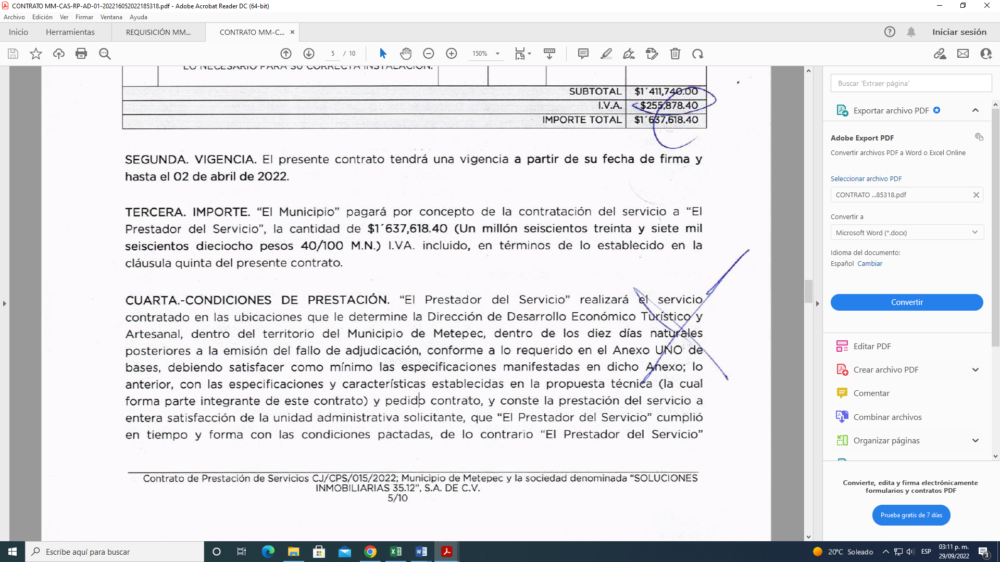 CONTRATO MM-CAS-RP-AD-01-202216052022185318.pdf - Adobe Acrobat Reader DC (64-bit)
Archivo Edición Ver Firmar Ventana Ayuda
Inicio Herramientas REQUISICIÓN MM... CONTRATO MM-C... × Iniciar sesión
5 / 10 150%
LO NECESARIO PARA SU CORRECTA INSTALACIÓN.
SUBTOTAL $1´411,740.00
I.V.A. $255,878.40
IMPORTE TOTAL $1´637,618.40
SEGUNDA. VIGENCIA. El presente contrato tendrá una vigencia a partir de su fecha de firma y
hasta el 02 de abril de 2022.
TERCERA. IMPORTE. “El Municipio” pagará por concepto de la contratación del servicio a “El
Prestador del Servicio”, la cantidad de $1´637,618.40 (Un millón seiscientos treinta y siete mil
seiscientos dieciocho pesos 40/100 M.N.) I.VA. incluido, en términos de lo establecido en la
cláusula quinta del presente contrato.
CUARTA.-CONDICIONES DE PRESTACIÓN. “El Prestador del Servicio” realizará el servicio
contratado en las ubicaciones que le determine la Dirección de Desarrollo Económico Turístico y
Artesanal, dentro del territorio del Municipio de Metepec, dentro de los diez días naturales
posteriores a la emisión del fallo de adjudicación, conforme a lo requerido en el Anexo UNO de
bases, debiendo satisfacer como mínimo las especificaciones manifestadas en dicho Anexo; lo
anterior, con las especificaciones y características establecidas en la propuesta técnica (la cual
forma parte integrante de este contrato) y pedido contrato, y conste la prestación del servicio a
entera satisfacción de la unidad administrativa solicitante, que “El Prestador del Servicio” cumplió
en tiempo y forma con las condiciones pactadas, de lo contrario “El Prestador del Servicio”
Contrato de Prestación de Servicios CJ/CPS/015/2022; Municipio de Metepec y la sociedad denominada “SOLUCIONES
INMOBILIARIAS 35.12”, S.A. DE C.V.
5/10
Buscar 'Extraer página'
Exportar archivo PDF
Adobe Export PDF
Convertir archivos PDF a Word o Excel Online
Seleccionar archivo PDF
CONTRATO ...85318.pdf
Convertir a
Microsoft Word (*.docx)
Idioma del documento:
Español Cambiar
Convertir
Editar PDF
Crear archivo PDF
Comentar
Combinar archivos
Organizar páginas
Convierte, edita y firma electrónicamente
formularios y contratos PDF
Prueba gratis de 7 días
Escribe aquí para buscar
20°C Soleado ESP
03:11 p. m.
29/09/2022
3